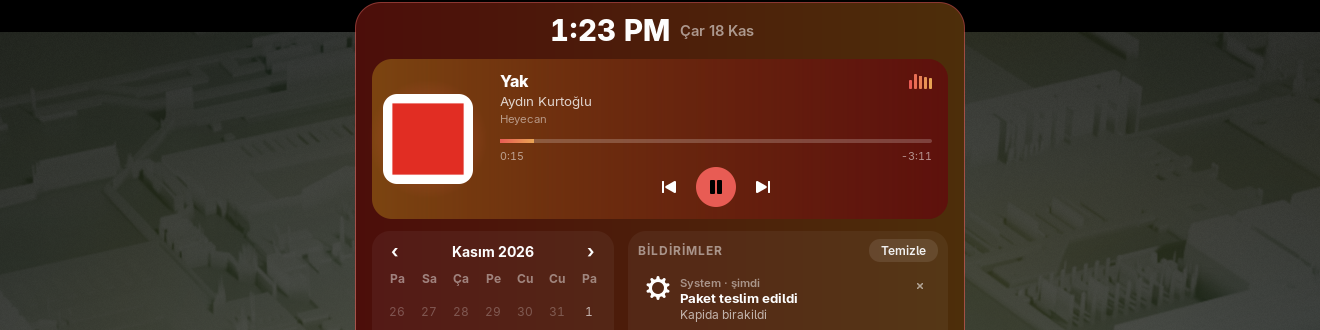 1:23 PM Çar 18 Kas
Yak
Aydın Kurtoğlu
Heyecan
0:15 -3:11
‹ Kasım 2026 ›
Pa Sa Ça Pe Cu Cu Pa
26 27 28 29 30 31 1
BİLDİRİMLER Temizle
System · şimdi ×
Paket teslim edildi
Kapida birakildi